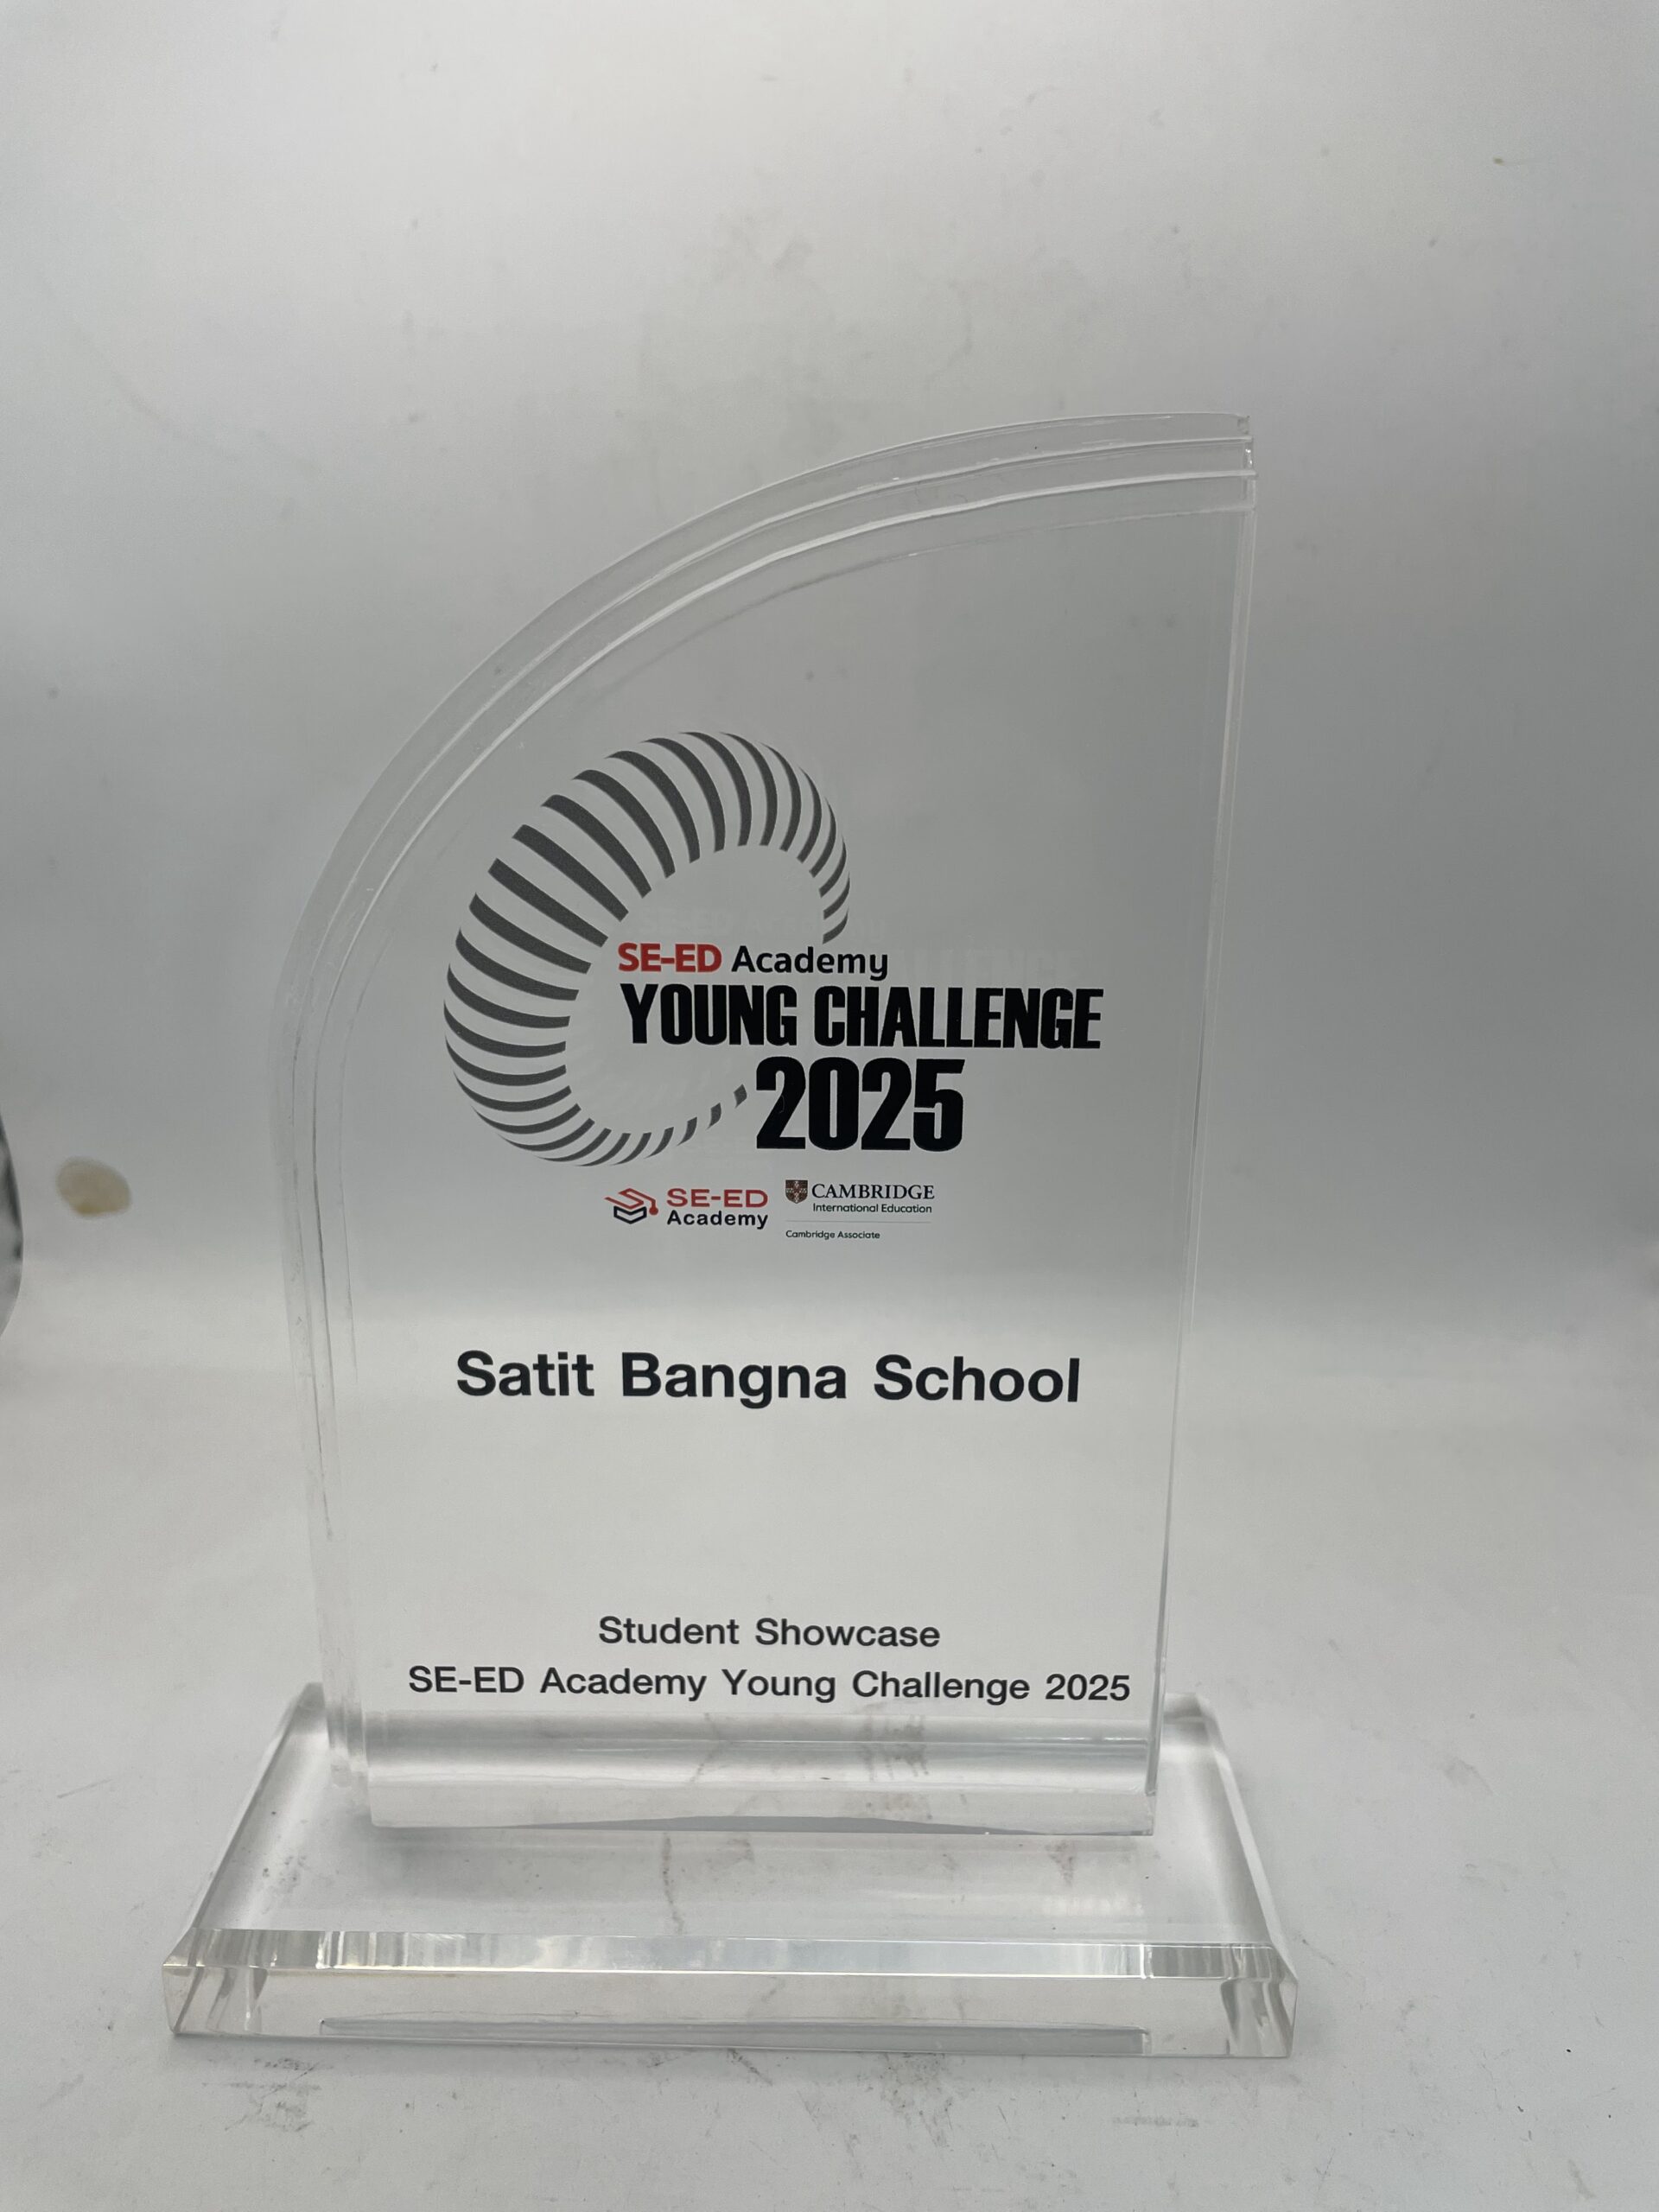 SE-ED Academy
YOUNG CHALLENGE
2025
SE-ED
Academy
CAMBRIDGE
International Education
Cambridge Associate
Satit Bangna School
Student Showcase
SE-ED Academy Young Challenge 2025